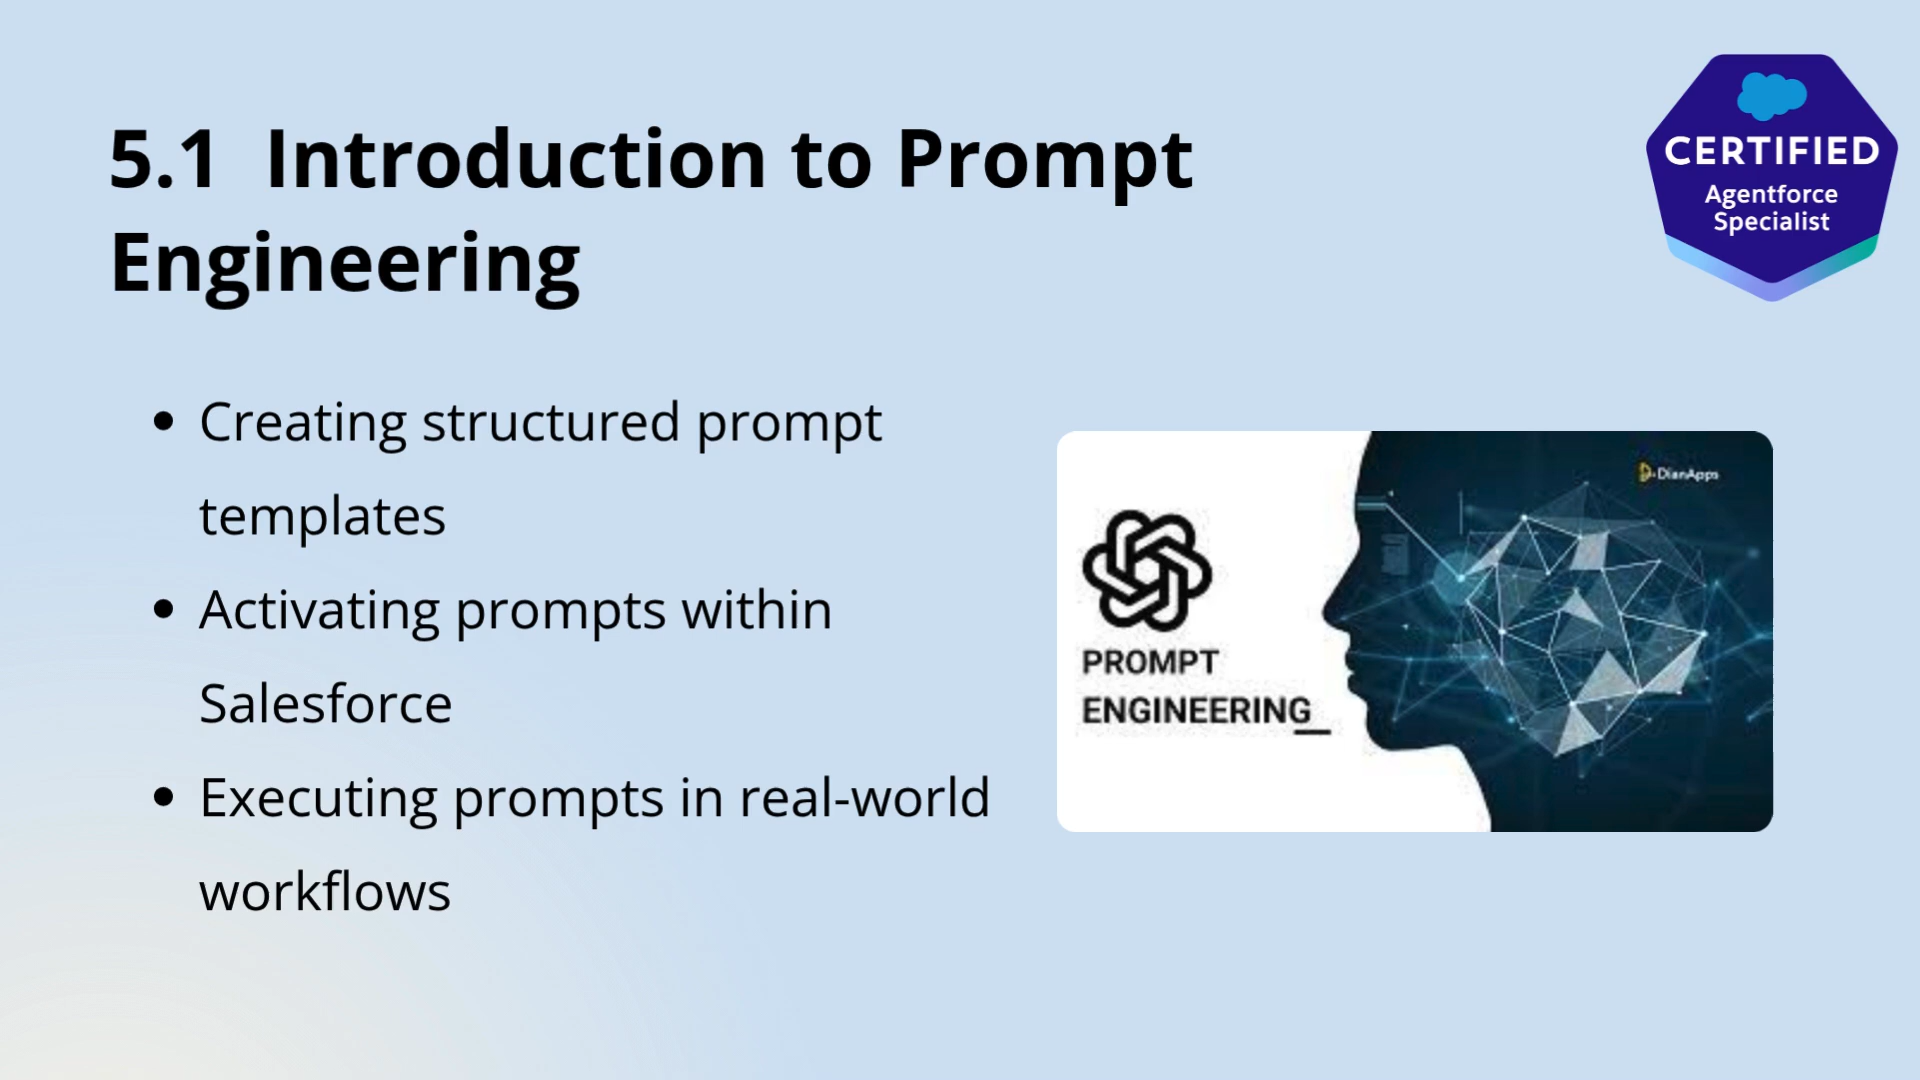 5.1 Introduction to Prompt
Engineering
CERTIFIED
Agentforce
Specialist
• Creating structured prompt
templates
• Activating prompts within
Salesforce
• Executing prompts in real-world
workflows
DianApps
PROMPT
ENGINEERING_